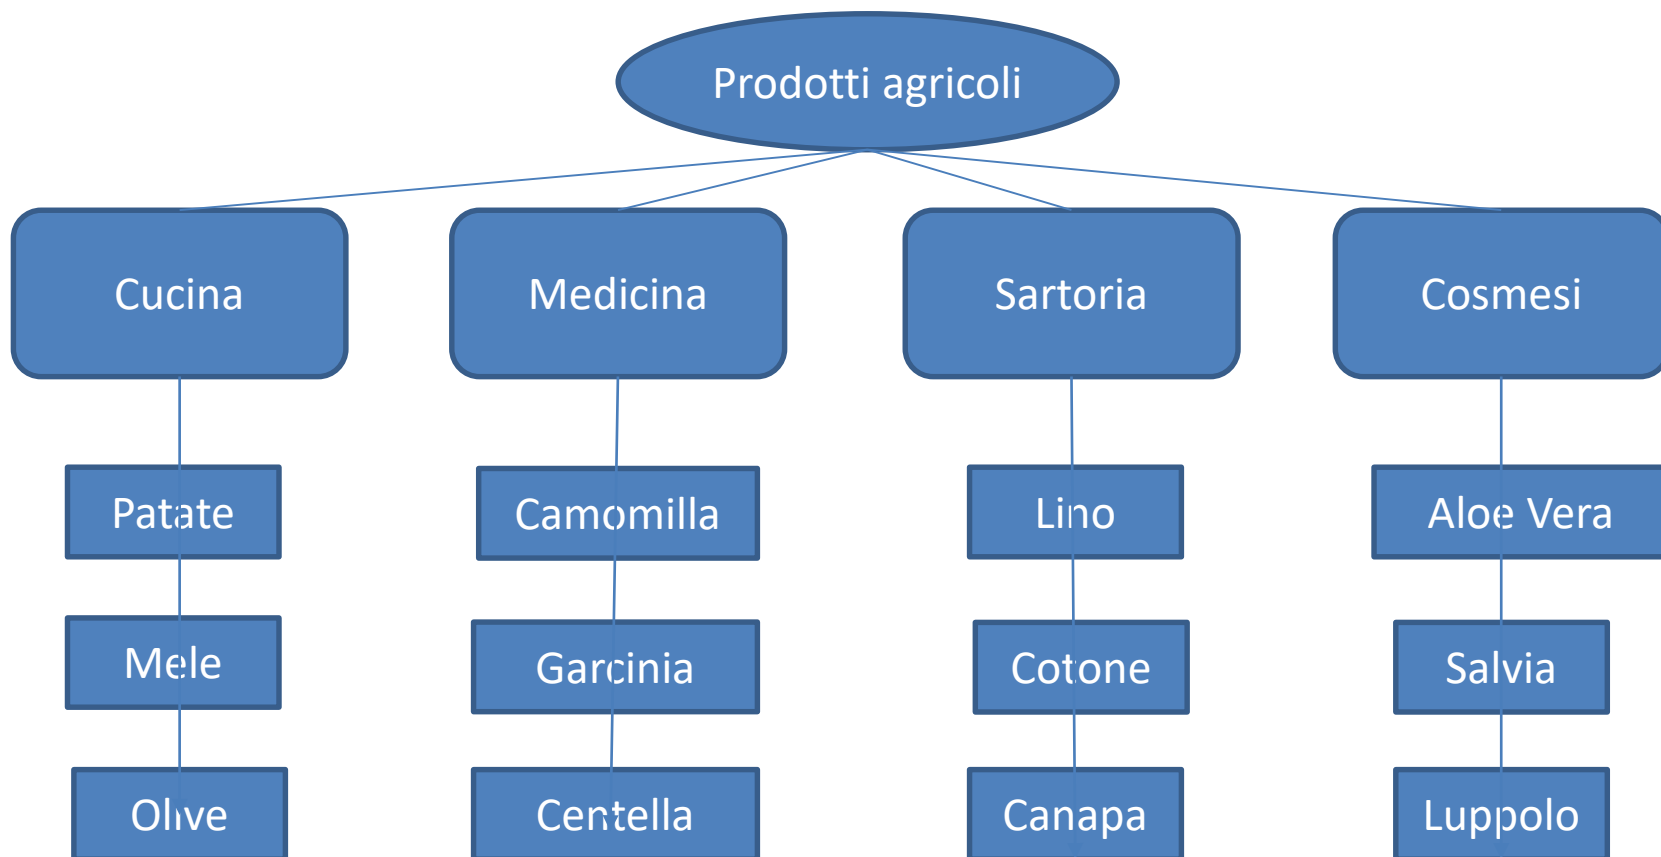 Prodotti agricoli
Cucina
Medicina
Sartoria
Cosmesi
Patate
Camomilla
Lino
Aloe Vera
Mele
Garcinia
Cotone
Salvia
Olive
Centella
Canapa
Luppolo